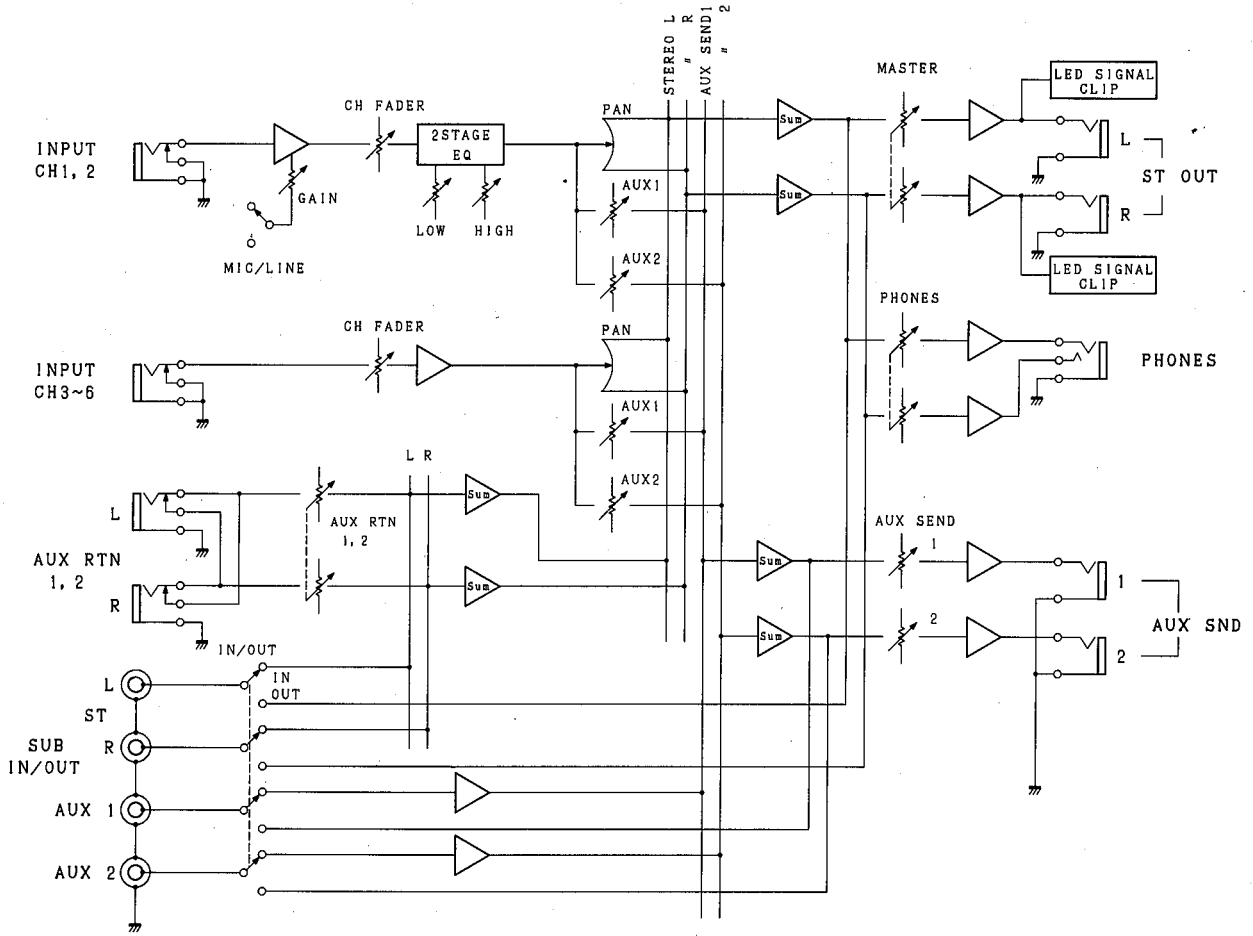 STEREO L
〃 R
AUX SEND1
〃 2
MASTER
LED SIGNAL
CLIP
CH FADER
PAN
INPUT
CH1, 2
2STAGE
EQ
Sum
L
ST OUT
GAIN
AUX1
Sum
R
LOW
HIGH
MIC/LINE
AUX2
LED SIGNAL
CLIP
PHONES
CH FADER
PAN
INPUT
CH3~6
PHONES
AUX1
L R
AUX2
L
Sum
AUX RTN
1, 2
AUX SEND
1
AUX RTN
1, 2
Sum
1
R
Sum
2
AUX SND
Sum
2
IN/OUT
L
IN
OUT
ST
SUB
IN/OUT
R
AUX 1
AUX 2